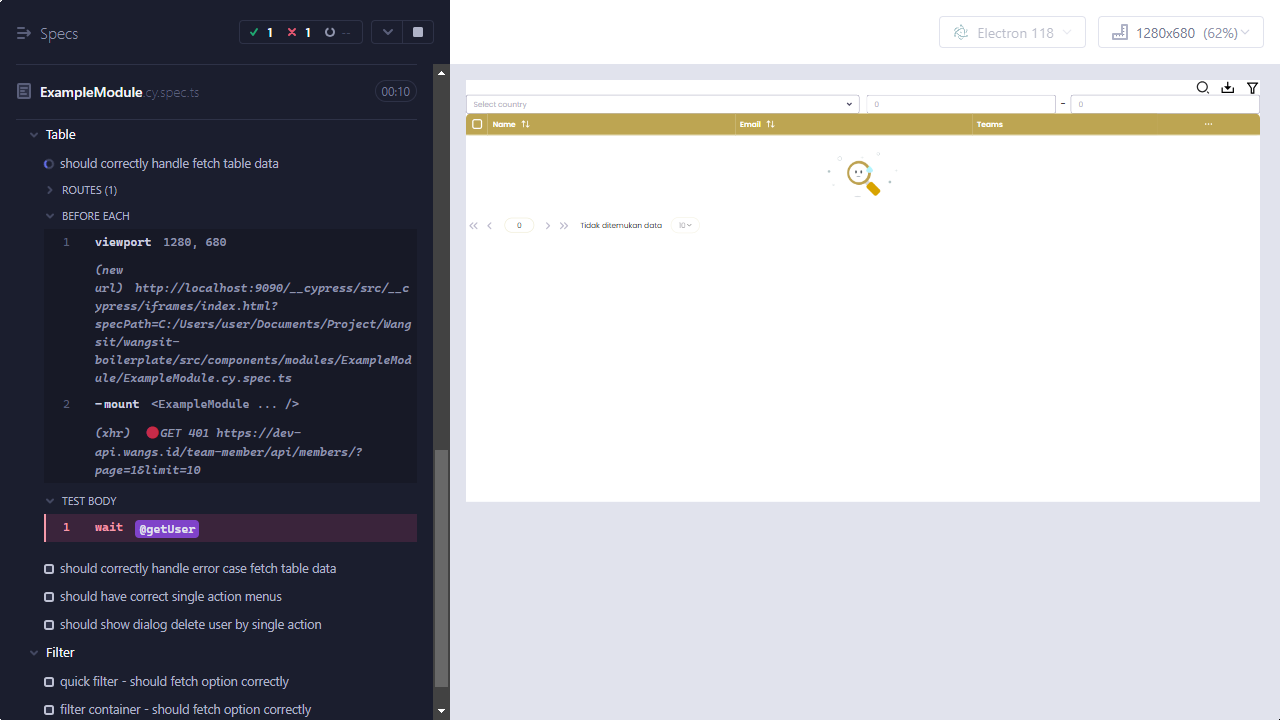 Specs
1
1
--
ExampleModule.cy.spec.ts
00:10
Table
should correctly handle fetch table data
ROUTES (1)
BEFORE EACH
1 viewport 1280, 680
(new
url) http://localhost:9090/__cypress/src/__c
ypress/iframes/index.html?
specPath=C:/Users/user/Documents/Project/Wang
sit/wangsit-
boilerplate/src/components/modules/ExampleMod
ule/ExampleModule.cy.spec.ts
2 -mount <ExampleModule ... />
(xhr) GET 401 https://dev-
api.wangs.id/team-member/api/members/?
page=1&limit=10
TEST BODY
1 wait @getUser
should correctly handle error case fetch table data
should have correct single action menus
should show dialog delete user by single action
Filter
quick filter - should fetch option correctly
filter container - should fetch option correctly
Electron 118
1280x680 (62%)
Select country
0 - 0
Name Email Teams ...
0 Tidak ditemukan data 10